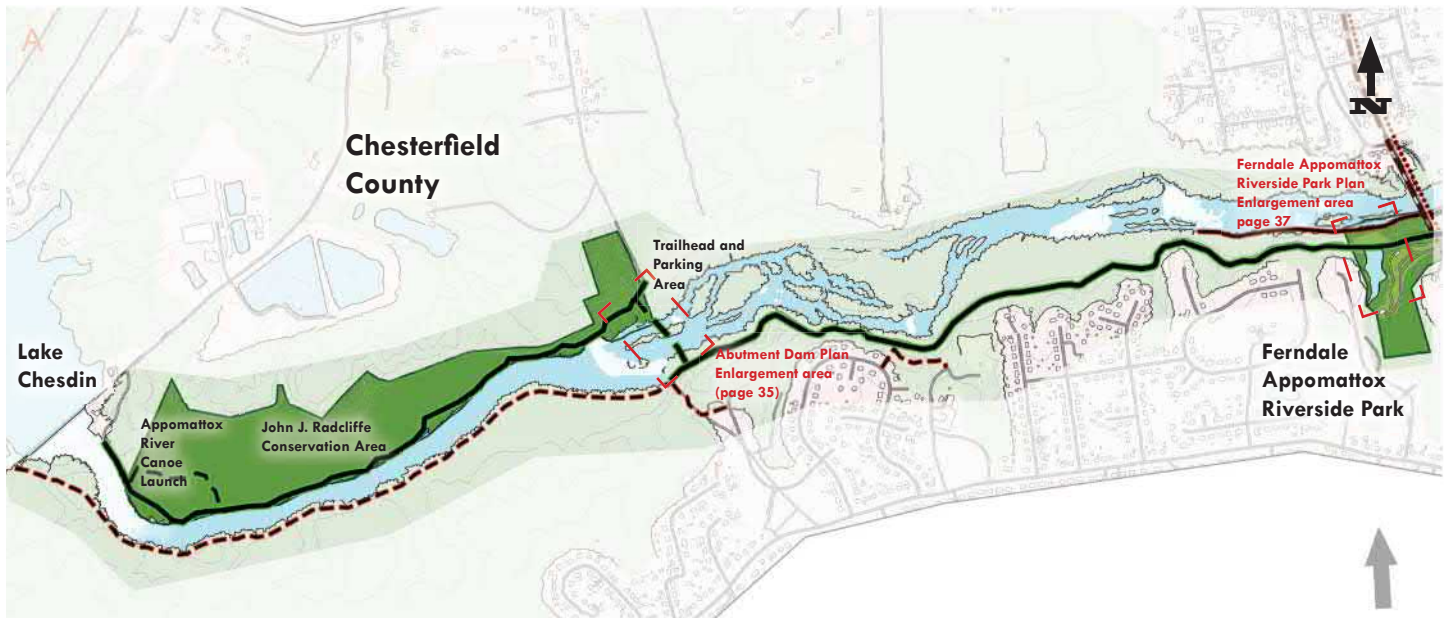 A
N
Chesterfield
County
Ferndale Appomattox
Riverside Park Plan
Enlargement area
page 37
Trailhead and
Parking
Area
Lake
Chesdin
Abutment Dam Plan
Enlargement area
(page 35)
Ferndale
Appomattox
Riverside Park
Appomattox
River
Canoe
Launch
John J. Radcliffe
Conservation Area